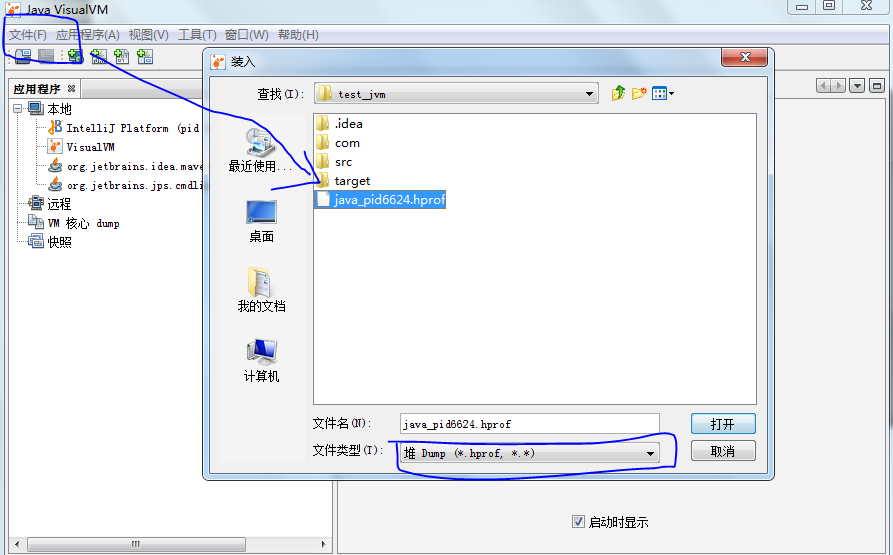 Java VisualVM
文件(F) 应用程序(A) 视图(V) 工具(T) 窗口(W) 帮助(H)
应用程序
本地
IntelliJ Platform (pid
VisualVM
org.jetbrains.idea.mave
org.jetbrains.jps.cmdli
远程
VM 核心 dump
快照
装入
查找(I):
test_jvm
最近使用...
桌面
我的文档
计算机
.idea
com
src
target
java_pid6624.hprof
文件名(N):
java_pid6624.hprof
打开
文件类型(T):
堆 Dump (*.hprof, *.*)
取消
启动时显示